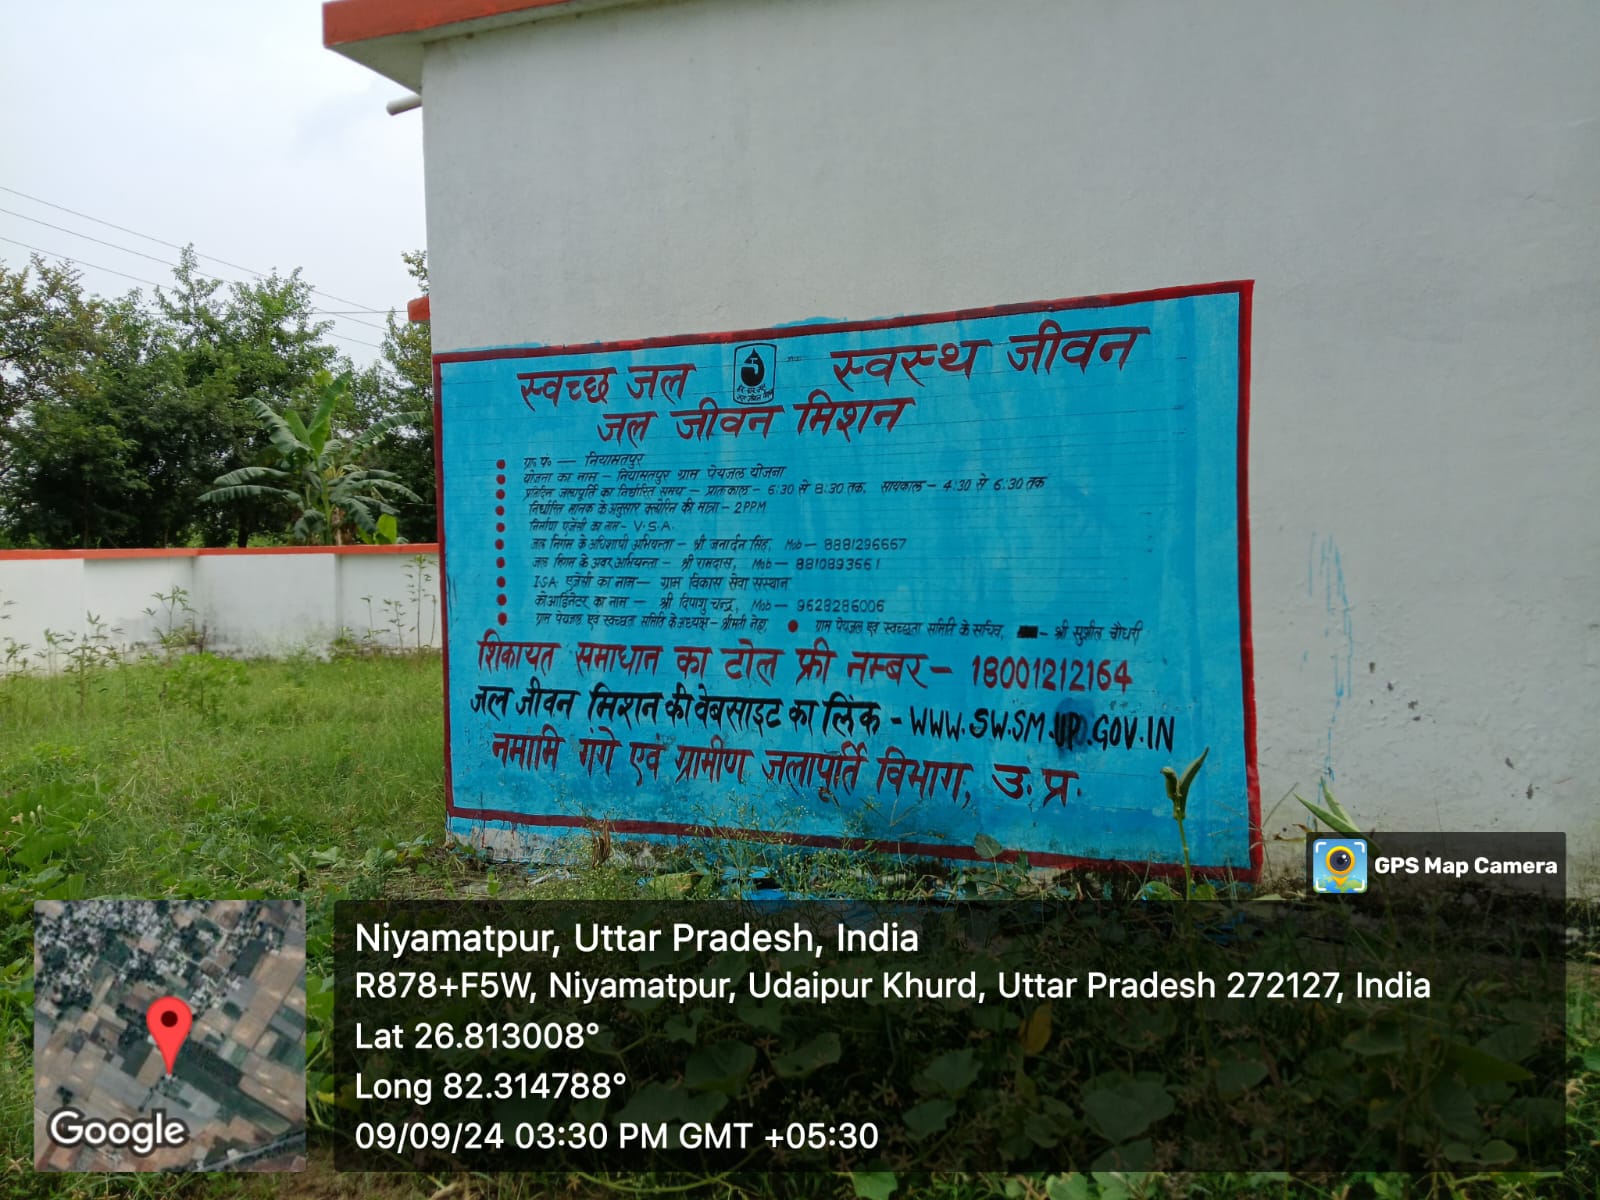 स्वच्छ जल स्वस्थ जीवन
जल जीवन मिशन
ग्रा० पं० — नियामतपुर
योजना का नाम – नियामतपुर ग्राम पेयजल योजना
प्रतिदिन जलापूर्ति का निर्धारित समय – प्रातःकाल – 6:30 से 8:30 तक, सायंकाल – 4:30 से 6:30 तक
निर्धारित मानक के अनुसार क्लोरिन की मात्रा – 2PPM
निर्माण एजेंसी का नाम – V.S.A.
जल निगम के अधिशाषी अभियन्ता – श्री जनार्दन सिंह, Mob – 8881296667
जल निगम के अवर अभियन्ता – श्री रामदास, Mob – 8810893661
I.S.A. एजेंसी का नाम — ग्राम विकास सेवा संस्थान
कोआर्डिनेटर का नाम – श्री दिपांशु चन्द्र, Mob – 9628286006
ग्राम पेयजल एवं स्वच्छता समिति के अध्यक्ष – श्रीमती नेहा, ग्राम पेयजल एवं स्वच्छता समिति के सचिव, – श्री सुशील चौधरी
शिकायत समाधान का टोल फ्री नम्बर – 18001212164
जल जीवन मिशन की वेबसाइट का लिंक - WWW.SWSM.UP.GOV.IN
नमामि गंगे एवं ग्रामीण जलापूर्ति विभाग, उ.प्र.
GPS Map Camera
Niyamatpur, Uttar Pradesh, India
R878+F5W, Niyamatpur, Udaipur Khurd, Uttar Pradesh 272127, India
Lat 26.813008°
Long 82.314788°
09/09/24 03:30 PM GMT +05:30
Google